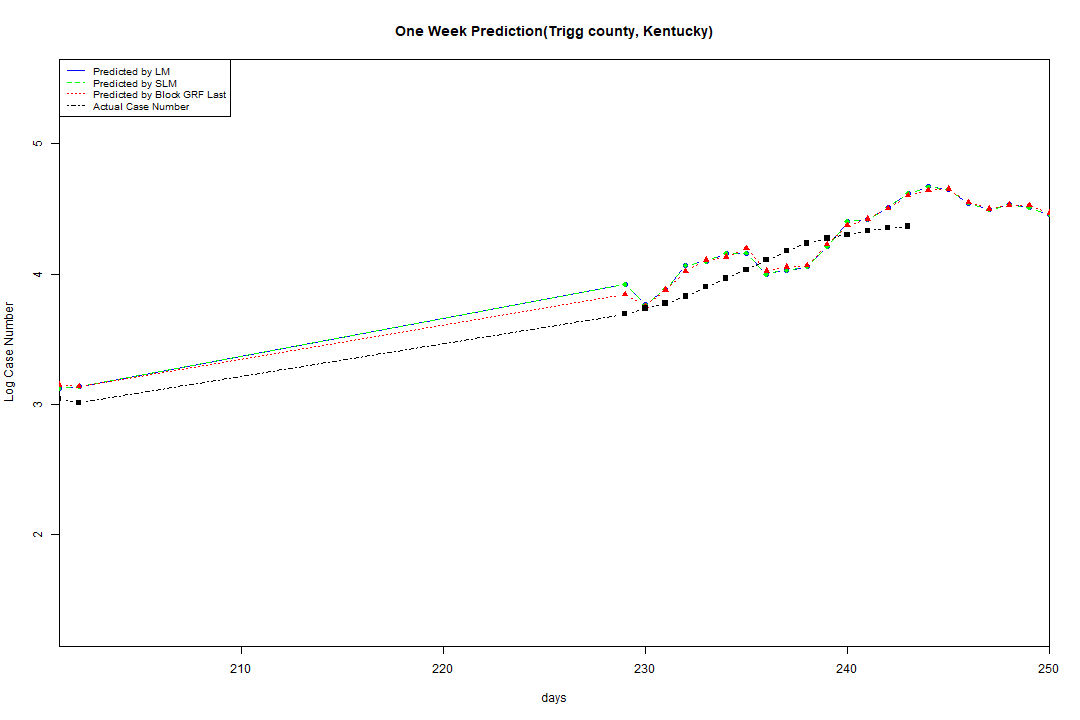 One Week Prediction(Trigg county, Kentucky)
Predicted by LM
Predicted by SLM
Predicted by Block GRF Last
Actual Case Number
5
4
3
2
Log Case Number
210 220 230 240 250
days